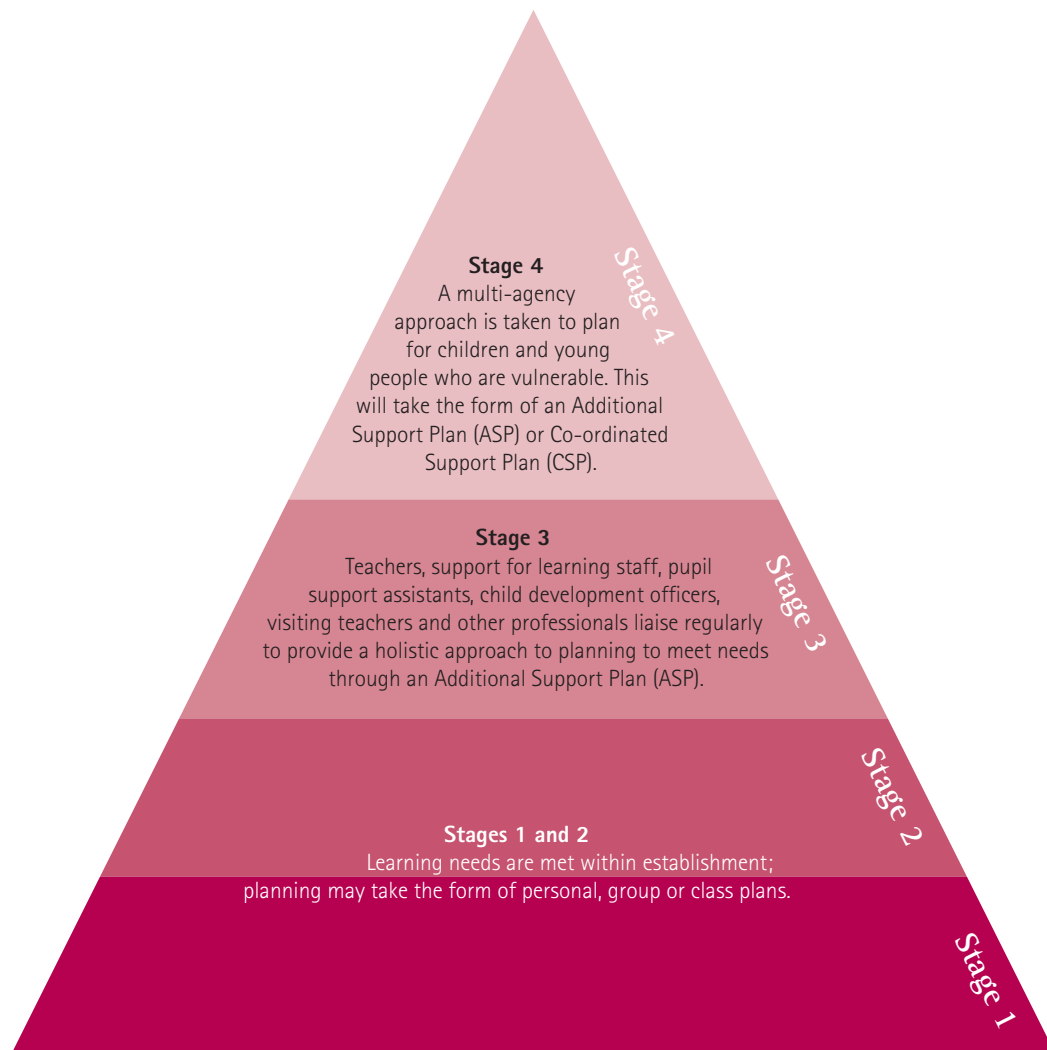 Stage 4
A multi-agency
approach is taken to plan
for children and young
people who are vulnerable. This
will take the form of an Additional
Support Plan (ASP) or Co-ordinated
Support Plan (CSP).
Stage 4
Stage 3
Teachers, support for learning staff, pupil
support assistants, child development officers,
visiting teachers and other professionals liaise regularly
to provide a holistic approach to planning to meet needs
through an Additional Support Plan (ASP).
Stage 3
Stage 2
Stages 1 and 2
Learning needs are met within establishment;
planning may take the form of personal, group or class plans.
Stage 1